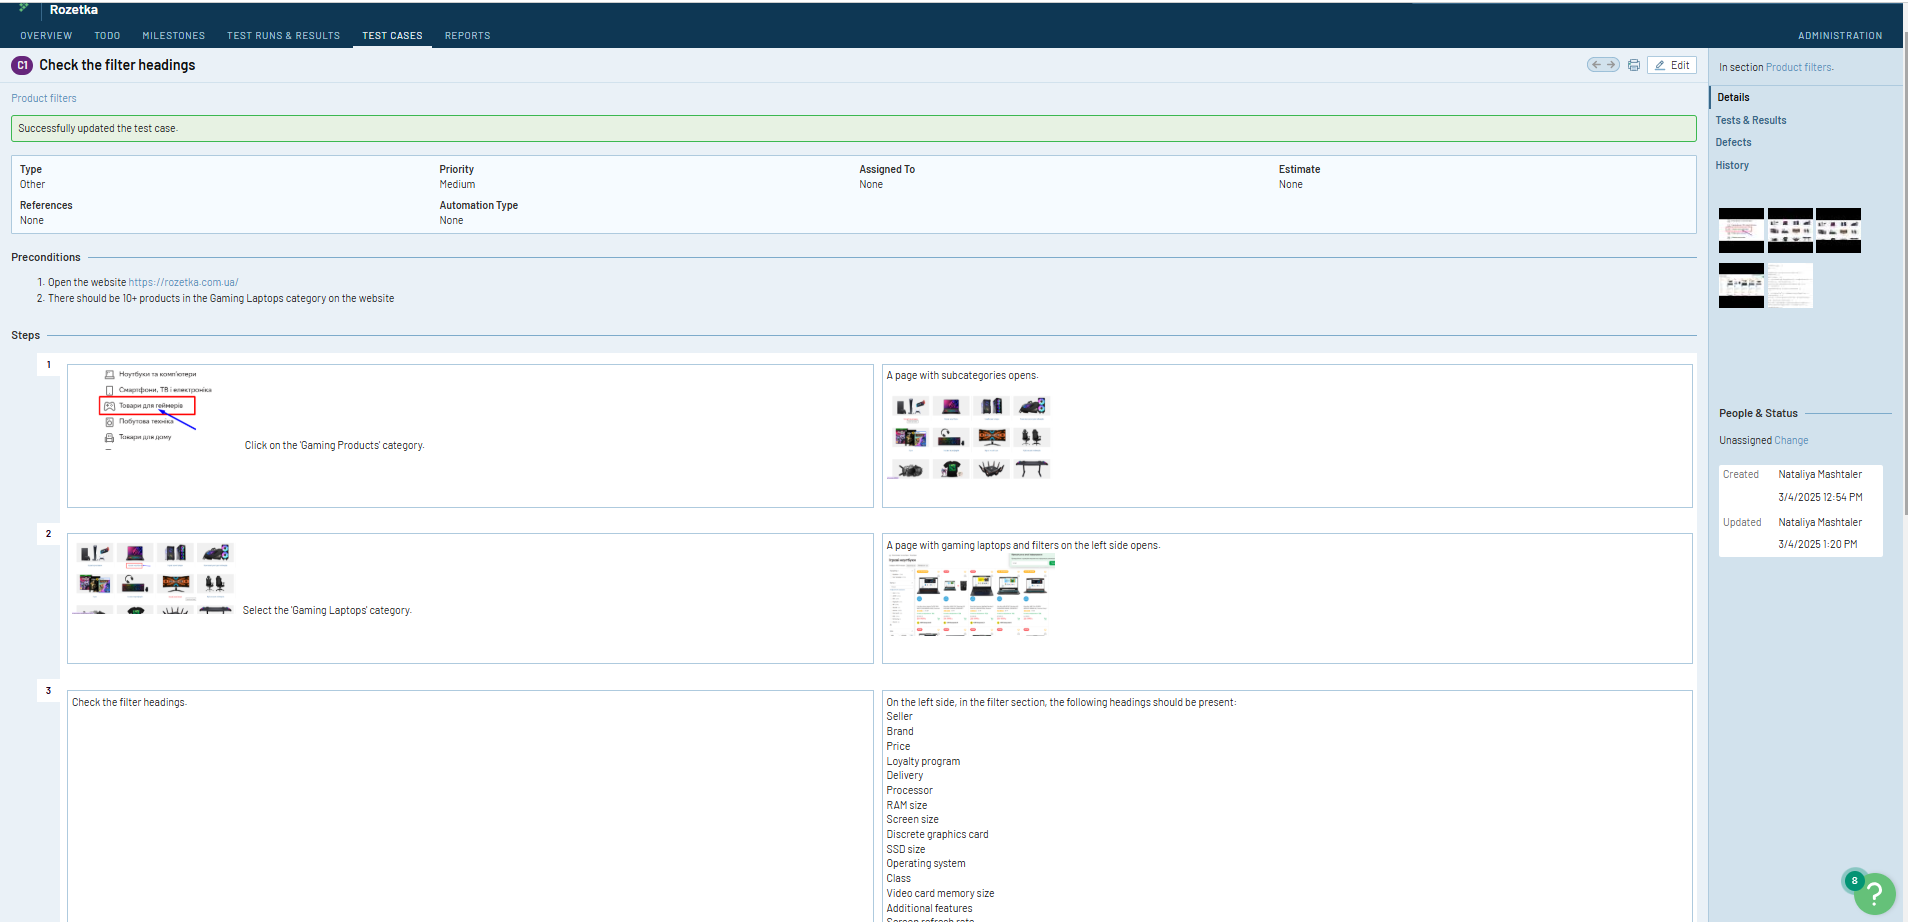 Rozetka
OVERVIEW TODO MILESTONES TEST RUNS & RESULTS TEST CASES REPORTS ADMINISTRATION
C1 Check the filter headings
Edit
In section Product filters.
Product filters
Details
Tests & Results
Defects
History
Successfully updated the test case.
Type Priority Assigned To Estimate
Other Medium None None
References Automation Type
None None
Preconditions
1. Open the website https://rozetka.com.ua/
2. There should be 10+ products in the Gaming Laptops category on the website
Steps
1
Ноутбуки та комп'ютери
Смартфони, ТВ і електроніка
Товари для геймерів
Побутова техніка
Товари для дому
Click on the 'Gaming Products' category.
A page with subcategories opens.
2
Select the 'Gaming Laptops' category.
A page with gaming laptops and filters on the left side opens.
3
Check the filter headings.
On the left side, in the filter section, the following headings should be present:
Seller
Brand
Price
Loyalty program
Delivery
Processor
RAM size
Screen size
Discrete graphics card
SSD size
Operating system
Class
Video card memory size
Additional features
Screen refresh rate
People & Status
Unassigned Change
Created Nataliya Mashtaler
3/4/2025 12:54 PM
Updated Nataliya Mashtaler
3/4/2025 1:20 PM
8
?